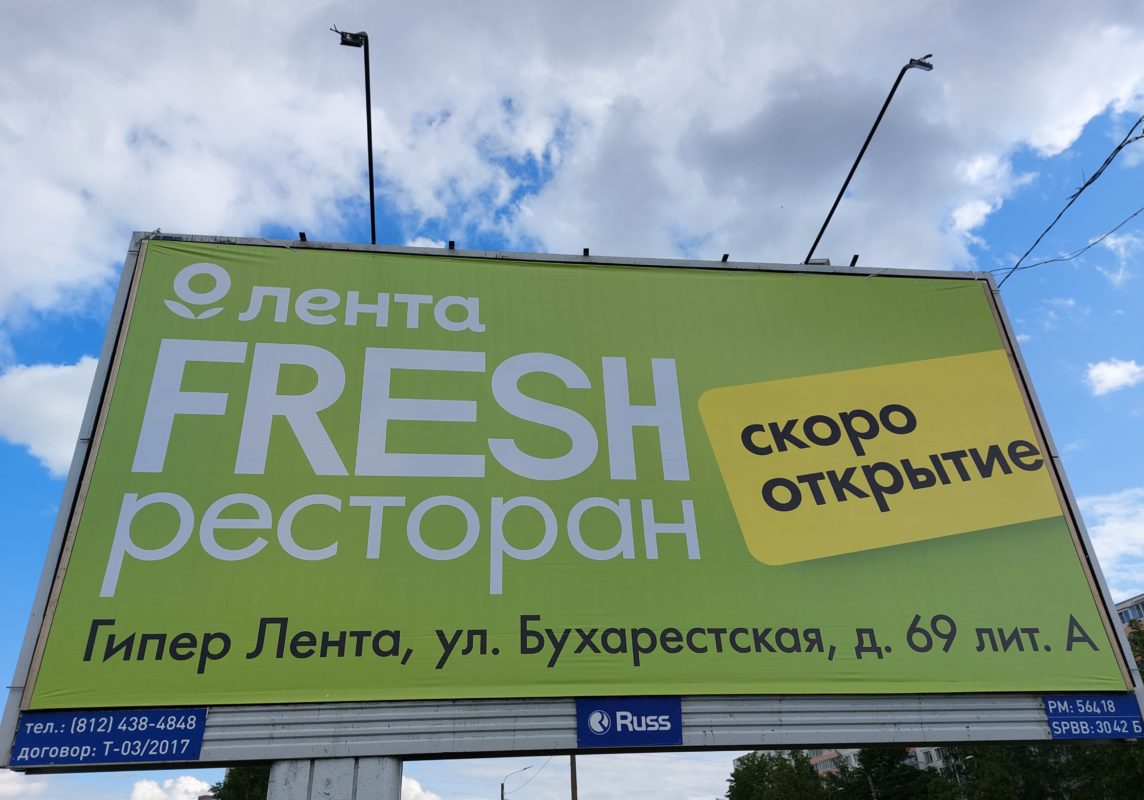 лента
FRESH
ресторан
скоро
открытие
Гипер Лента, ул. Бухарестская, д. 69 лит. А
тел.: (812) 438-4848
договор: Т-03/2017
Russ
РМ: 56418
SPBB: 3042 Б